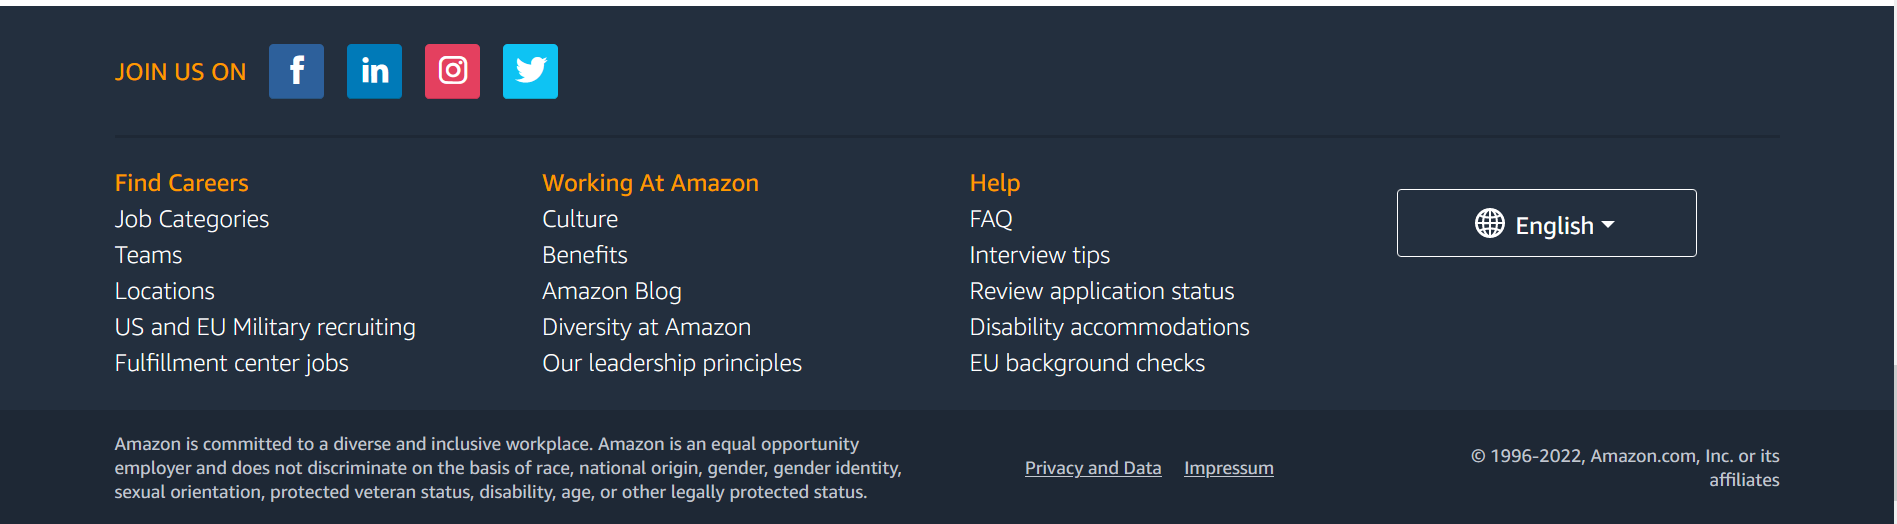 JOIN US ON
Find Careers
Job Categories
Teams
Locations
US and EU Military recruiting
Fulfillment center jobs
Working At Amazon
Culture
Benefits
Amazon Blog
Diversity at Amazon
Our leadership principles
Help
FAQ
Interview tips
Review application status
Disability accommodations
EU background checks
English
Amazon is committed to a diverse and inclusive workplace. Amazon is an equal opportunity
employer and does not discriminate on the basis of race, national origin, gender, gender identity,
sexual orientation, protected veteran status, disability, age, or other legally protected status.
Privacy and Data
Impressum
© 1996-2022, Amazon.com, Inc. or its
affiliates